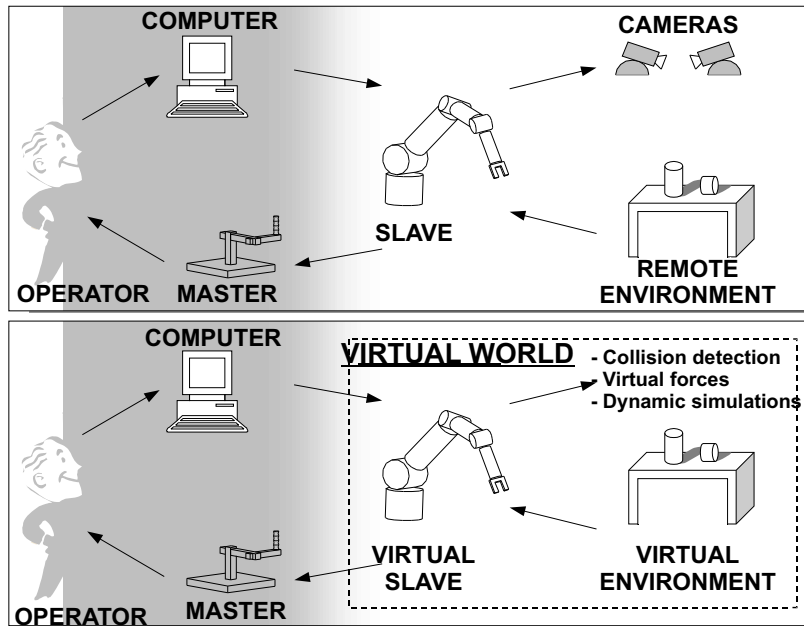 COMPUTER
CAMERAS
SLAVE
REMOTE
ENVIRONMENT
OPERATOR
MASTER
COMPUTER
VIRTUAL WORLD
- Collision detection
- Virtual forces
- Dynamic simulations
VIRTUAL
SLAVE
VIRTUAL
ENVIRONMENT
OPERATOR
MASTER